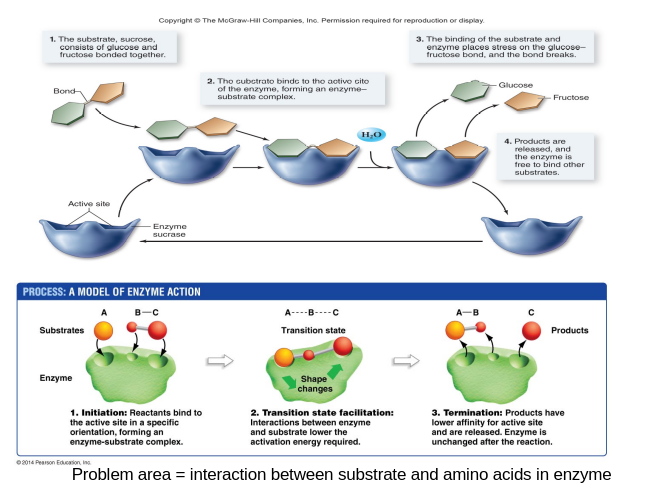 Copyright © The McGraw-Hill Companies, Inc. Permission required for reproduction or display.
1. The substrate, sucrose,
consists of glucose and
fructose bonded together.
2. The substrate binds to the active cite
of the enzyme, forming an enzyme–
substrate complex.
3. The binding of the substrate and
enzyme places stress on the glucose–
fructose bond, and the bond breaks.
Bond
Glucose
Fructose
H₂O
4. Products are
released, and
the enzyme is
free to bind other
substrates.
Active site
Enzyme
sucrase
PROCESS: A MODEL OF ENZYME ACTION
A B—C
A----B----C
A—B C
Substrates
Transition state
Products
Enzyme
Shape
changes
1. Initiation: Reactants bind to
the active site in a specific
orientation, forming an
enzyme-substrate complex.
2. Transition state facilitation:
Interactions between enzyme
and substrate lower the
activation energy required.
3. Termination: Products have
lower affinity for active site
and are released. Enzyme is
unchanged after the reaction.
© 2014 Pearson Education, Inc.
Problem area = interaction between substrate and amino acids in enzyme